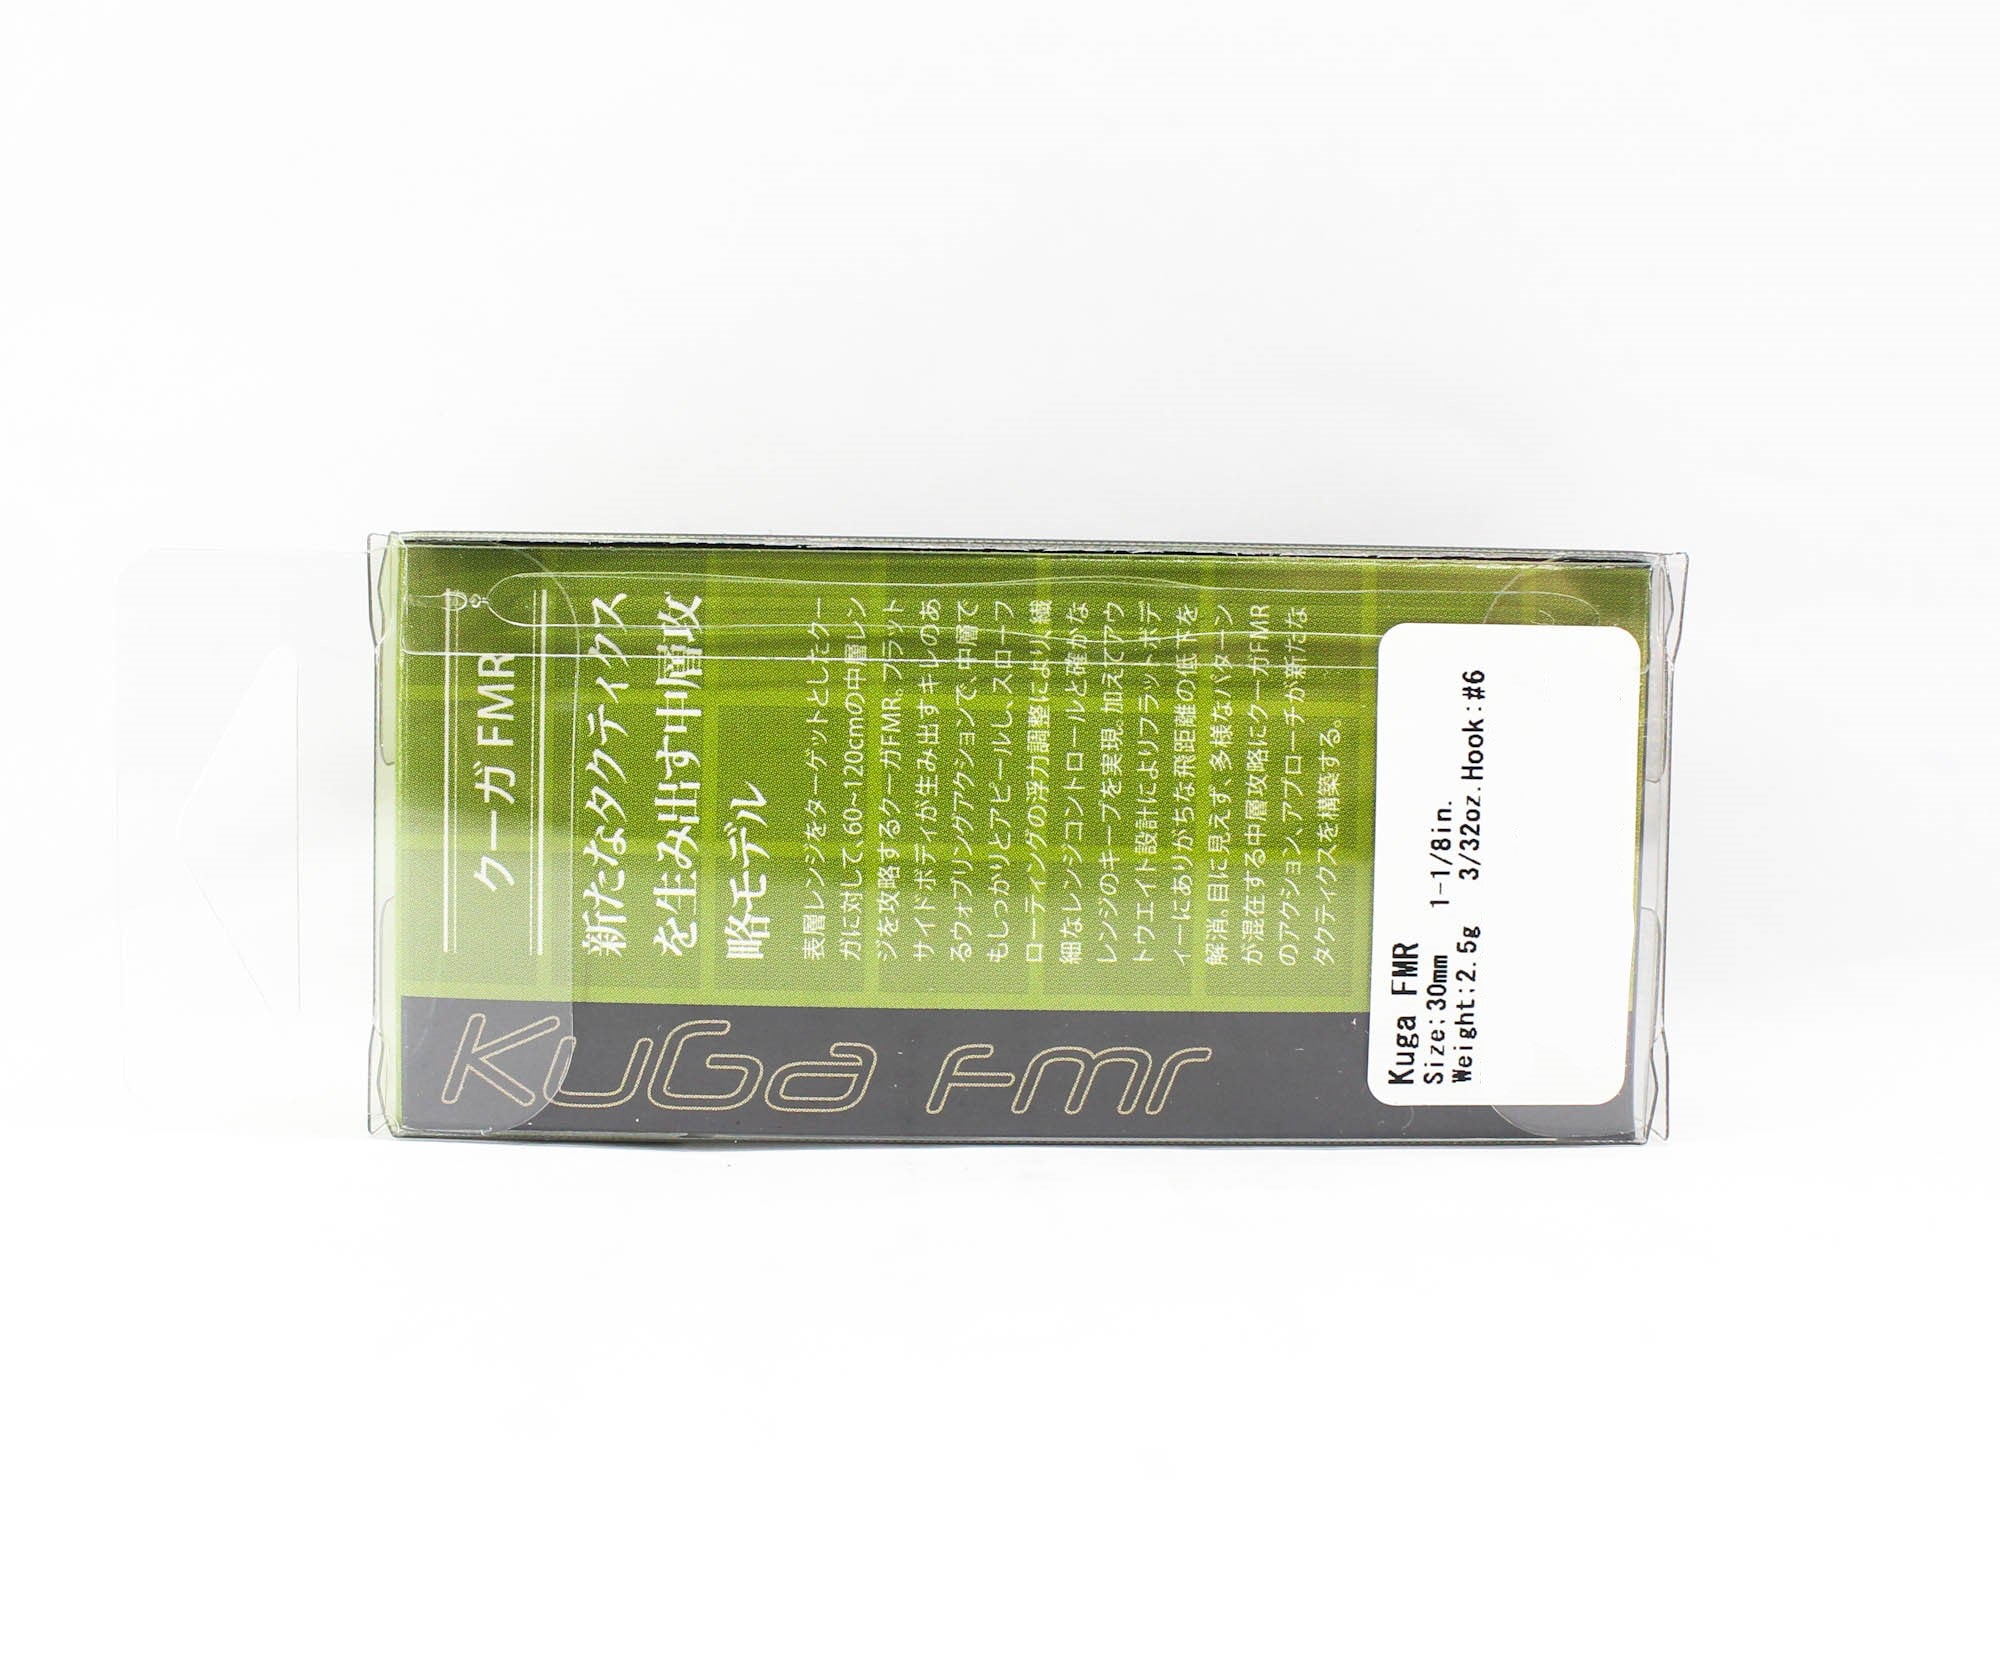 クーガ FMR
新たなタクティクス
を生み出す中層攻
略モデル
表層レンジをターゲットとしたクー
ガに対して、60~120cmの中層レン
ジを攻略するクーガFMR。フラット
サイドボディが生み出すキレのあ
るウォブリングアクションで、中層で
もしっかりとアピールし、スローフ
ローティングの浮力調整により、繊
細なレンジコントロールと確かな
レンジのキープを実現。加えてアウ
トウエイト設計によりフラットボデ
ィーにありがちな飛距離の低下を
解消。目に見えず、多様なパターン
が混在する中層攻略にクーガFMR
のアクション、アプローチが新たな
タクティクスを構築する。
KuGa Fmr
Kuga FMR
Size:30mm 1-1/8in.
Weight:2.5g 3/32oz.Hook:#6